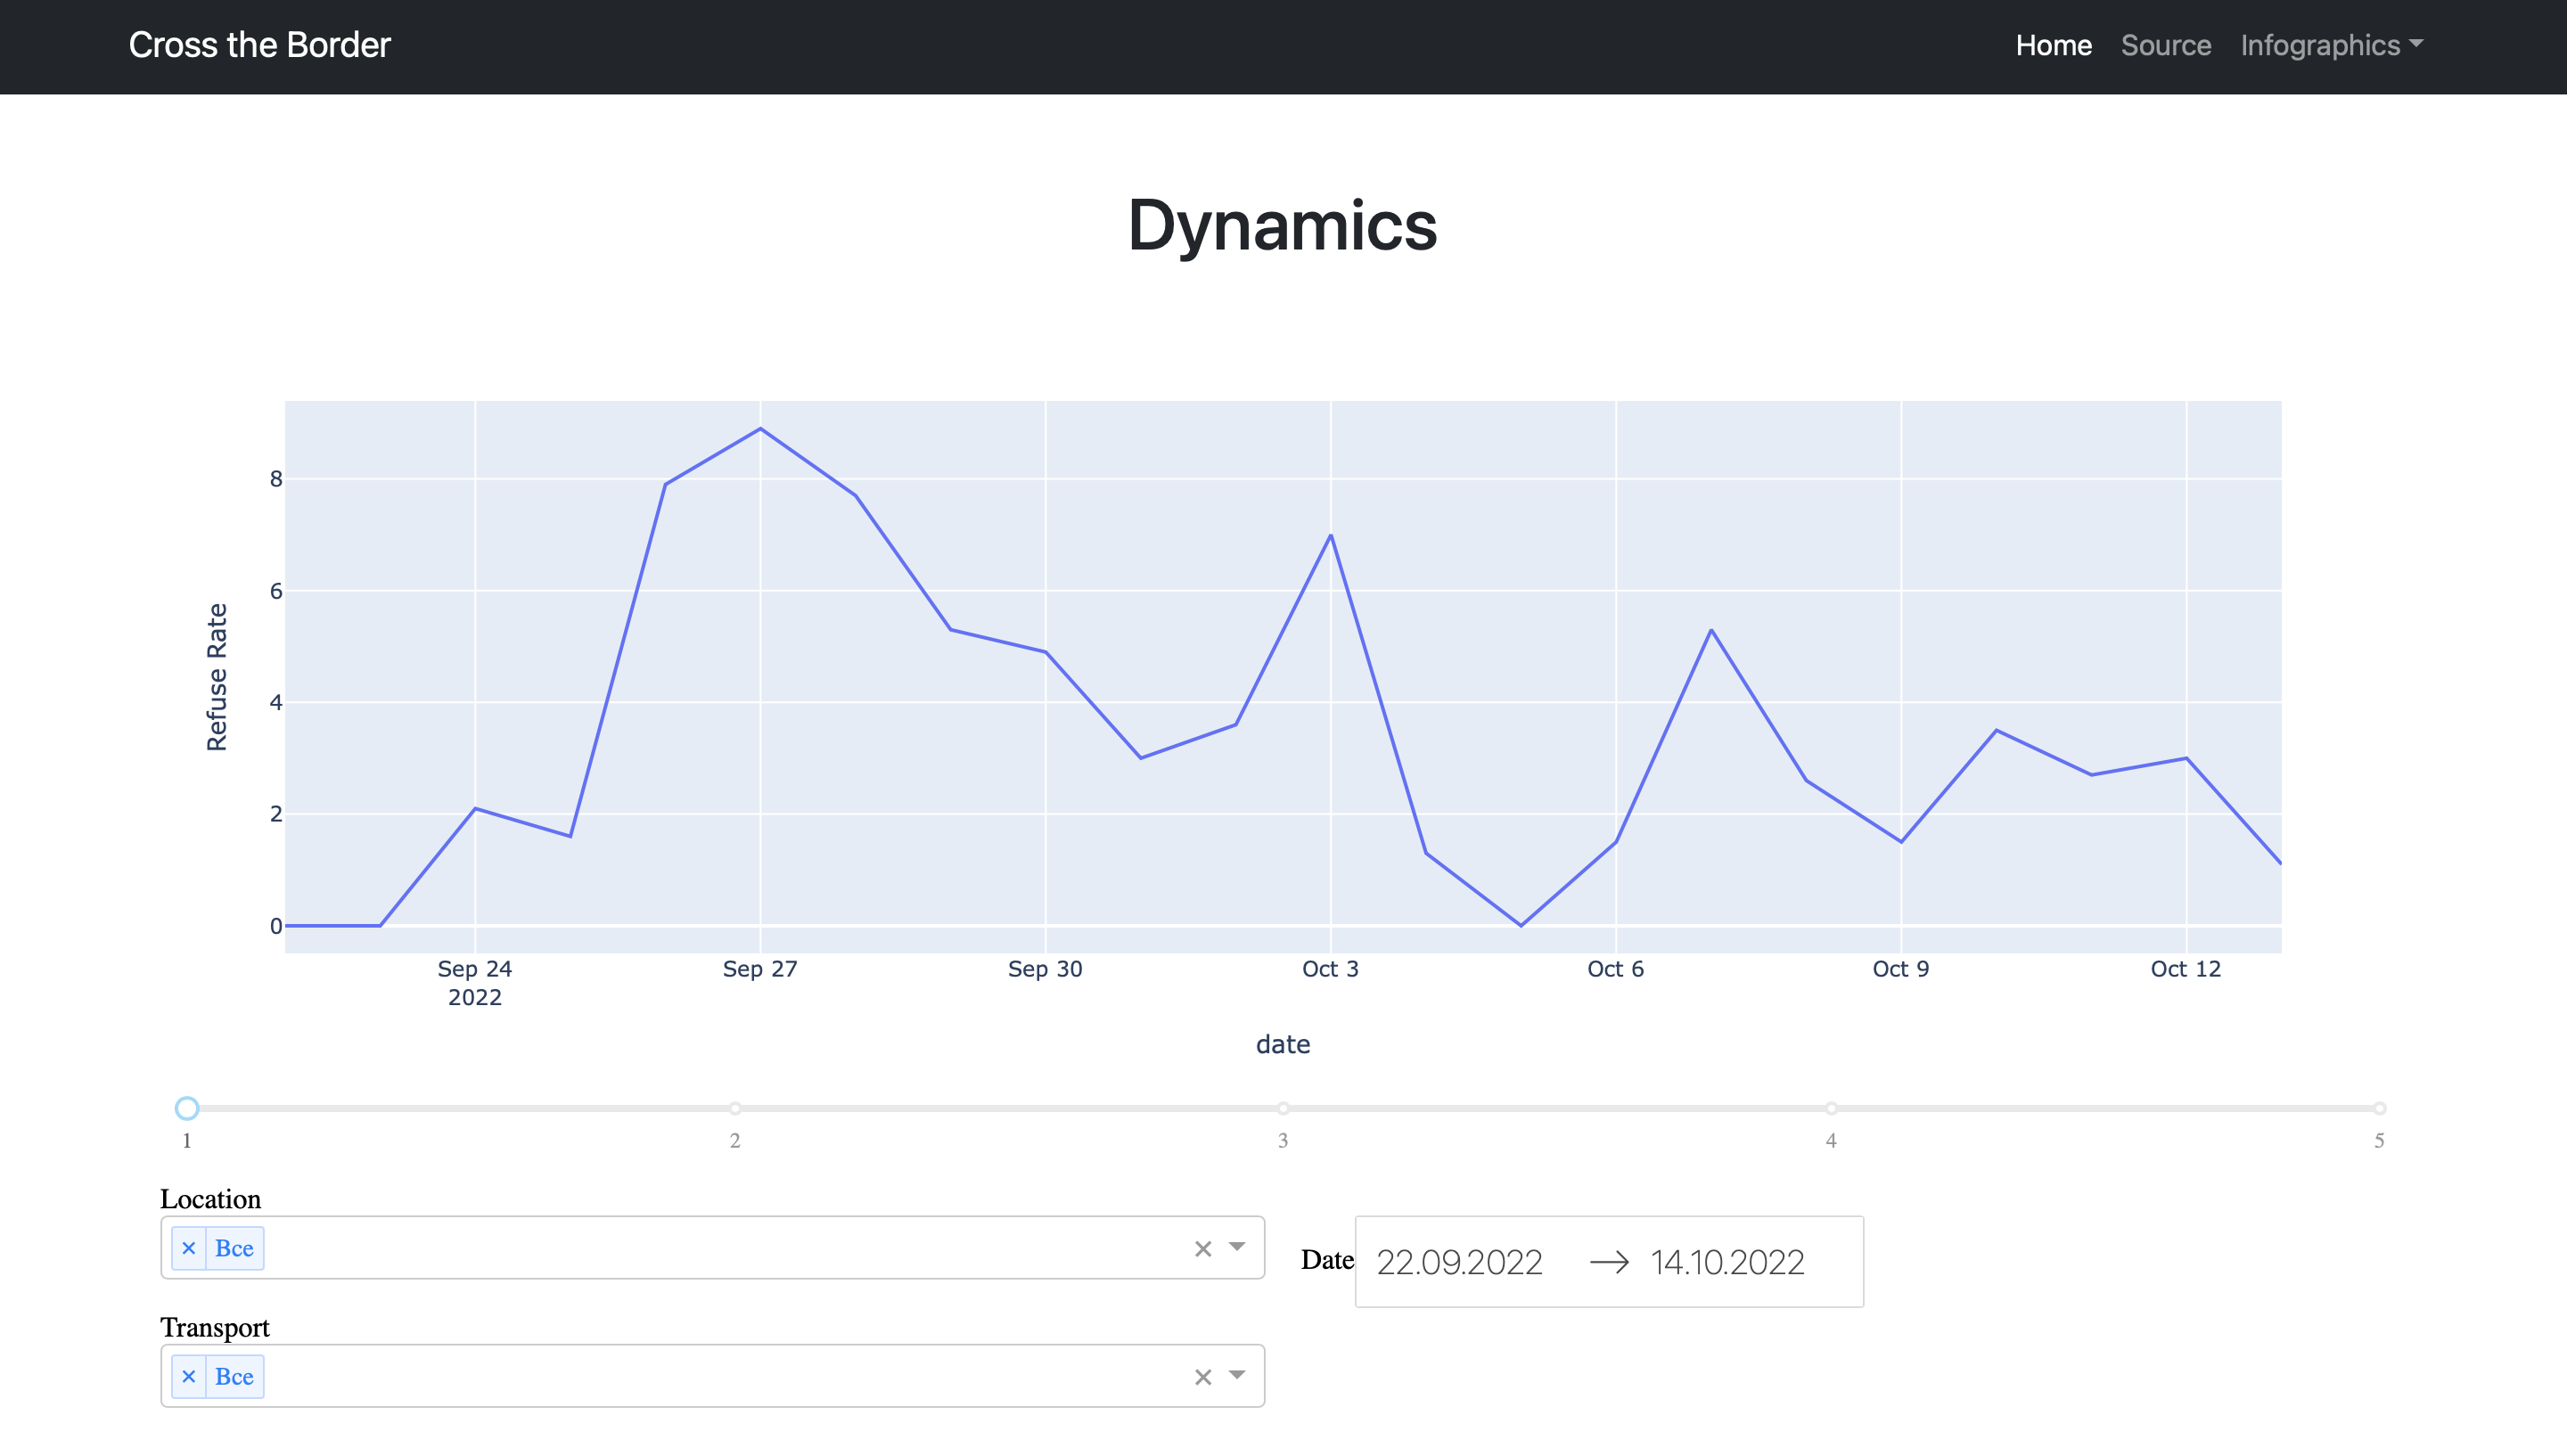 Cross the Border
Home Source Infographics
Dynamics
8
6
4
2
0
Refuse Rate
Sep 24 Sep 27 Sep 30 Oct 3 Oct 6 Oct 9 Oct 12
2022
date
1 2 3 4 5
Location
× Все
Date 22.09.2022 → 14.10.2022
Transport
× Все